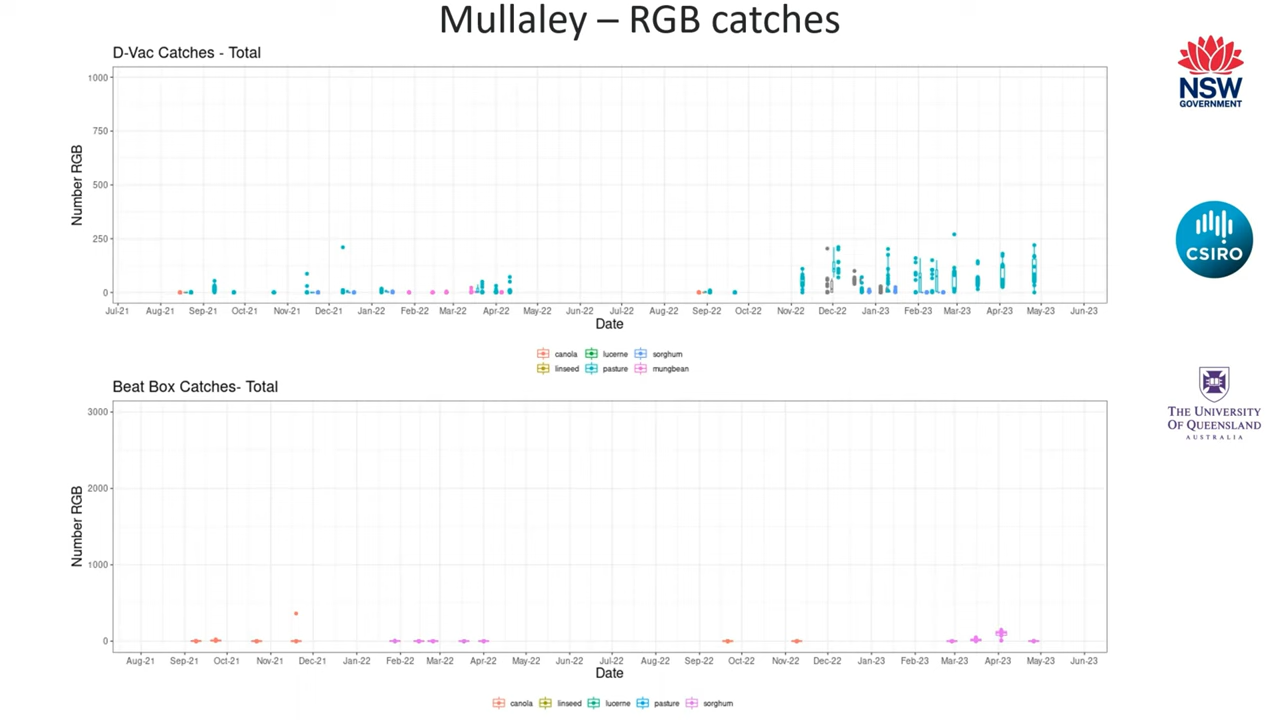 Mullaley – RGB catches
D-Vac Catches - Total
1000
750
500
250
0
Number RGB
Jul-21 Aug-21 Sep-21 Oct-21 Nov-21 Dec-21 Jan-22 Feb-22 Mar-22 Apr-22 May-22 Jun-22 Jul-22 Aug-22 Sep-22 Oct-22 Nov-22 Dec-22 Jan-23 Feb-23 Mar-23 Apr-23 May-23 Jun-23
Date
canola lucerne sorghum
linseed pasture mungbean
Beat Box Catches- Total
3000
2000
1000
0
Number RGB
Aug-21 Sep-21 Oct-21 Nov-21 Dec-21 Jan-22 Feb-22 Mar-22 Apr-22 May-22 Jun-22 Jul-22 Aug-22 Sep-22 Oct-22 Nov-22 Dec-22 Jan-23 Feb-23 Mar-23 Apr-23 May-23 Jun-23
Date
canola linseed lucerne pasture sorghum
NSW
GOVERNMENT
CSIRO
THE UNIVERSITY
OF QUEENSLAND
AUSTRALIA